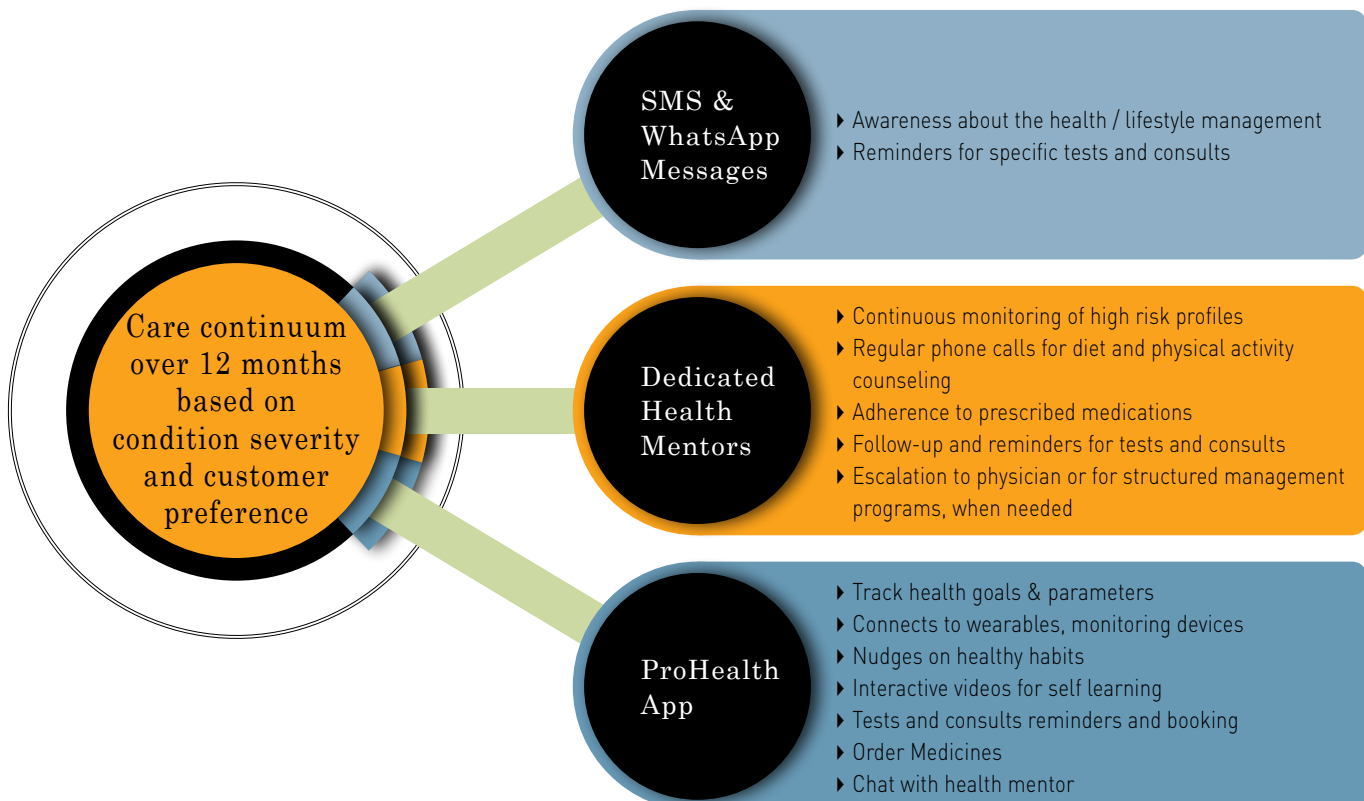 SMS &
WhatsApp
Messages
▸ Awareness about the health / lifestyle management
▸ Reminders for specific tests and consults
Care continuum
over 12 months
based on
condition severity
and customer
preference
Dedicated
Health
Mentors
▸ Continuous monitoring of high risk profiles
▸ Regular phone calls for diet and physical activity
counseling
▸ Adherence to prescribed medications
▸ Follow-up and reminders for tests and consults
▸ Escalation to physician or for structured management
programs, when needed
ProHealth
App
▸ Track health goals & parameters
▸ Connects to wearables, monitoring devices
▸ Nudges on healthy habits
▸ Interactive videos for self learning
▸ Tests and consults reminders and booking
▸ Order Medicines
▸ Chat with health mentor